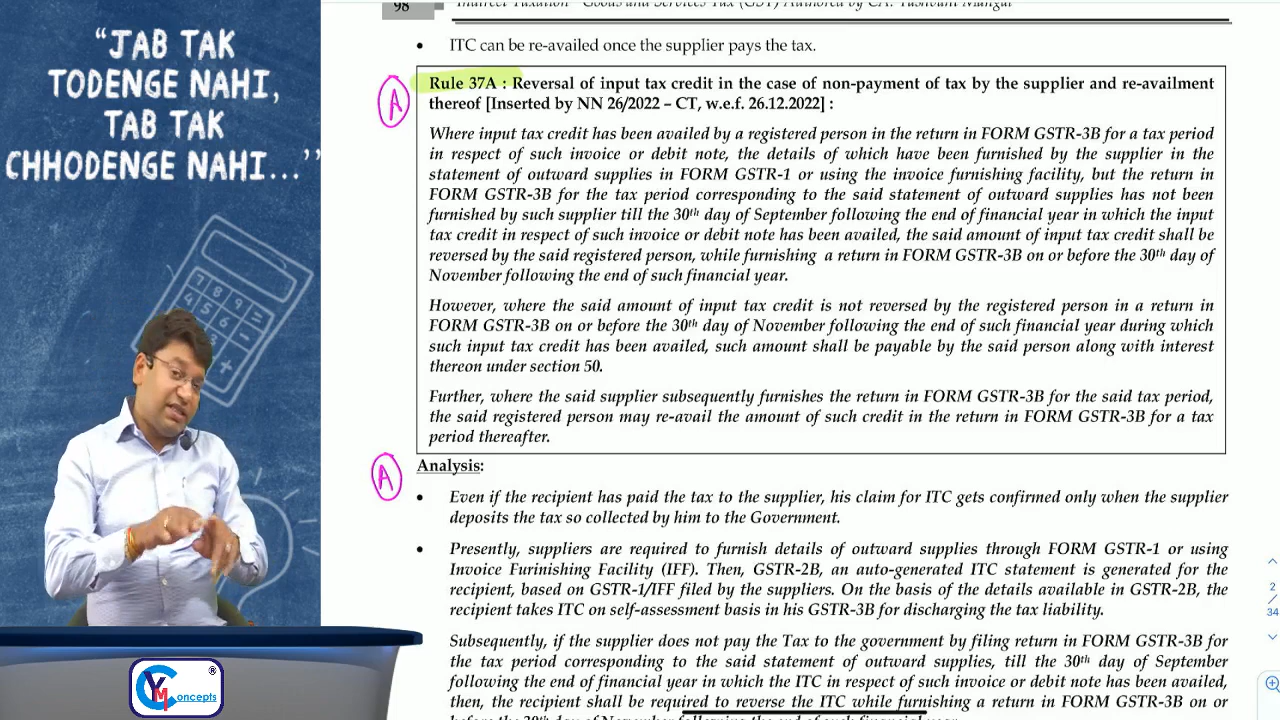 “JAB TAK
TODENGE NAHI,
TAB TAK
CHHODENGE NAHI...’’
98
Indirect Taxation - Goods and Services Tax (GST) Authored by CA. Yashvant Mangal
• ITC can be re-availed once the supplier pays the tax.
A
Rule 37A : Reversal of input tax credit in the case of non-payment of tax by the supplier and re-availment
thereof [Inserted by NN 26/2022 – CT, w.e.f. 26.12.2022] :
Where input tax credit has been availed by a registered person in the return in FORM GSTR-3B for a tax period
in respect of such invoice or debit note, the details of which have been furnished by the supplier in the
statement of outward supplies in FORM GSTR-1 or using the invoice furnishing facility, but the return in
FORM GSTR-3B for the tax period corresponding to the said statement of outward supplies has not been
furnished by such supplier till the 30th day of September following the end of financial year in which the input
tax credit in respect of such invoice or debit note has been availed, the said amount of input tax credit shall be
reversed by the said registered person, while furnishing a return in FORM GSTR-3B on or before the 30th day of
November following the end of such financial year.
However, where the said amount of input tax credit is not reversed by the registered person in a return in
FORM GSTR-3B on or before the 30th day of November following the end of such financial year during which
such input tax credit has been availed, such amount shall be payable by the said person along with interest
thereon under section 50.
Further, where the said supplier subsequently furnishes the return in FORM GSTR-3B for the said tax period,
the said registered person may re-avail the amount of such credit in the return in FORM GSTR-3B for a tax
period thereafter.
A
Analysis:
• Even if the recipient has paid the tax to the supplier, his claim for ITC gets confirmed only when the supplier
deposits the tax so collected by him to the Government.
• Presently, suppliers are required to furnish details of outward supplies through FORM GSTR-1 or using
Invoice Furinishing Facility (IFF). Then, GSTR-2B, an auto-generated ITC statement is generated for the
recipient, based on GSTR-1/IFF filed by the suppliers. On the basis of the details available in GSTR-2B, the
recipient takes ITC on self-assessment basis in his GSTR-3B for discharging the tax liability.
Subsequently, if the supplier does not pay the Tax to the government by filing return in FORM GSTR-3B for
the tax period corresponding to the said statement of outward supplies, till the 30th day of September
following the end of financial year in which the ITC in respect of such invoice or debit note has been availed,
then, the recipient shall be required to reverse the ITC while furnishing a return in FORM GSTR-3B on or
before the 30th day of November following the end of such financial year.
2
/
34
7 8 9 ÷
4 5 6 -
YM Concepts
®